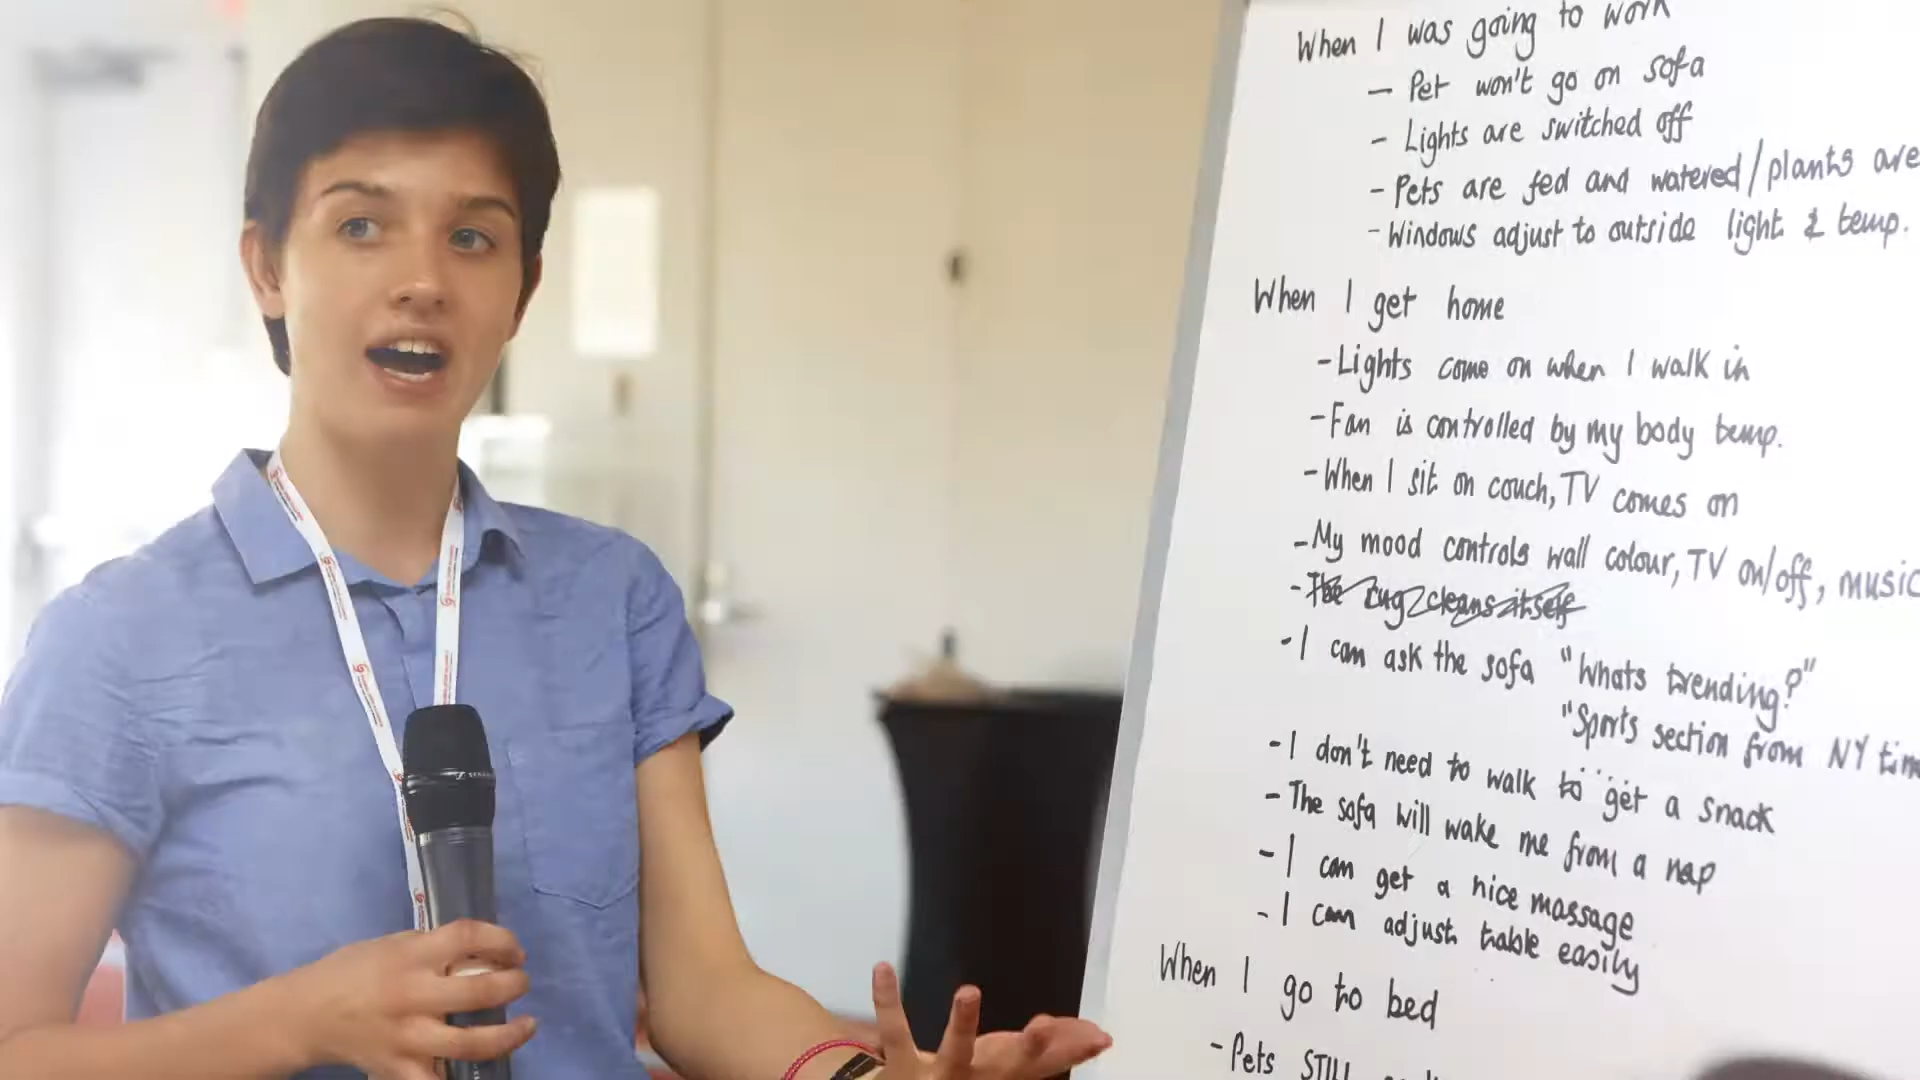 When I was going to work
- Pet won't go on sofa
- Lights are switched off
- Pets are fed and watered/plants are
- Windows adjust to outside light & temp.
When I get home
- Lights come on when I walk in
- Fan is controlled by my body temp.
- When I sit on couch, TV comes on
- My mood controls wall colour, TV on/off, music
- The rug cleans itself
- I can ask the sofa "Whats trending?"
"Sports section from NY tim
- I don't need to walk to get a snack
- The sofa will wake me from a nap
- I can get a nice massage
- I can adjust table easily
When I go to bed
- Pets STILL